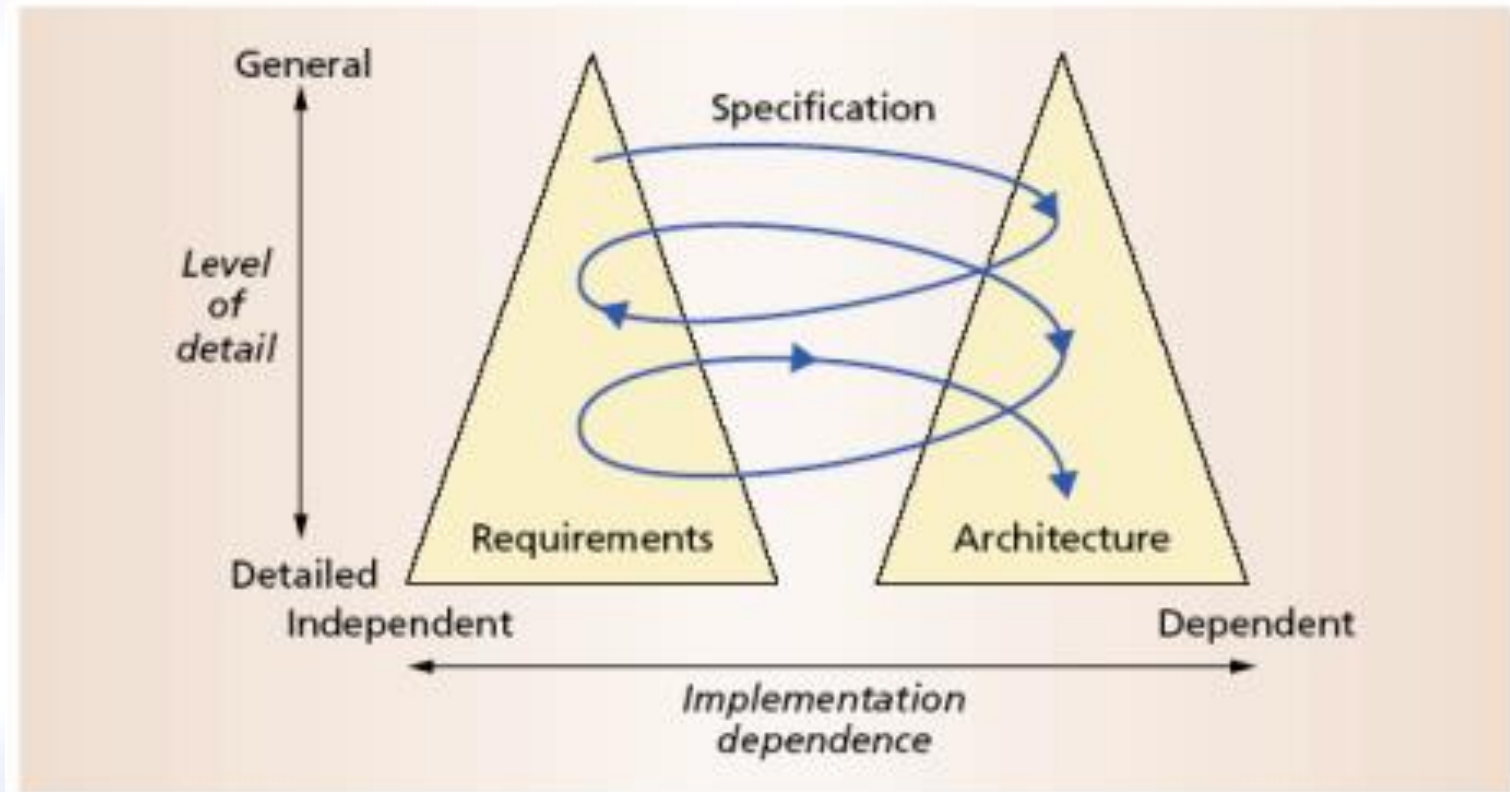 General
Specification
Level
of
detail
Requirements
Architecture
Detailed
Independent
Dependent
Implementation
dependence